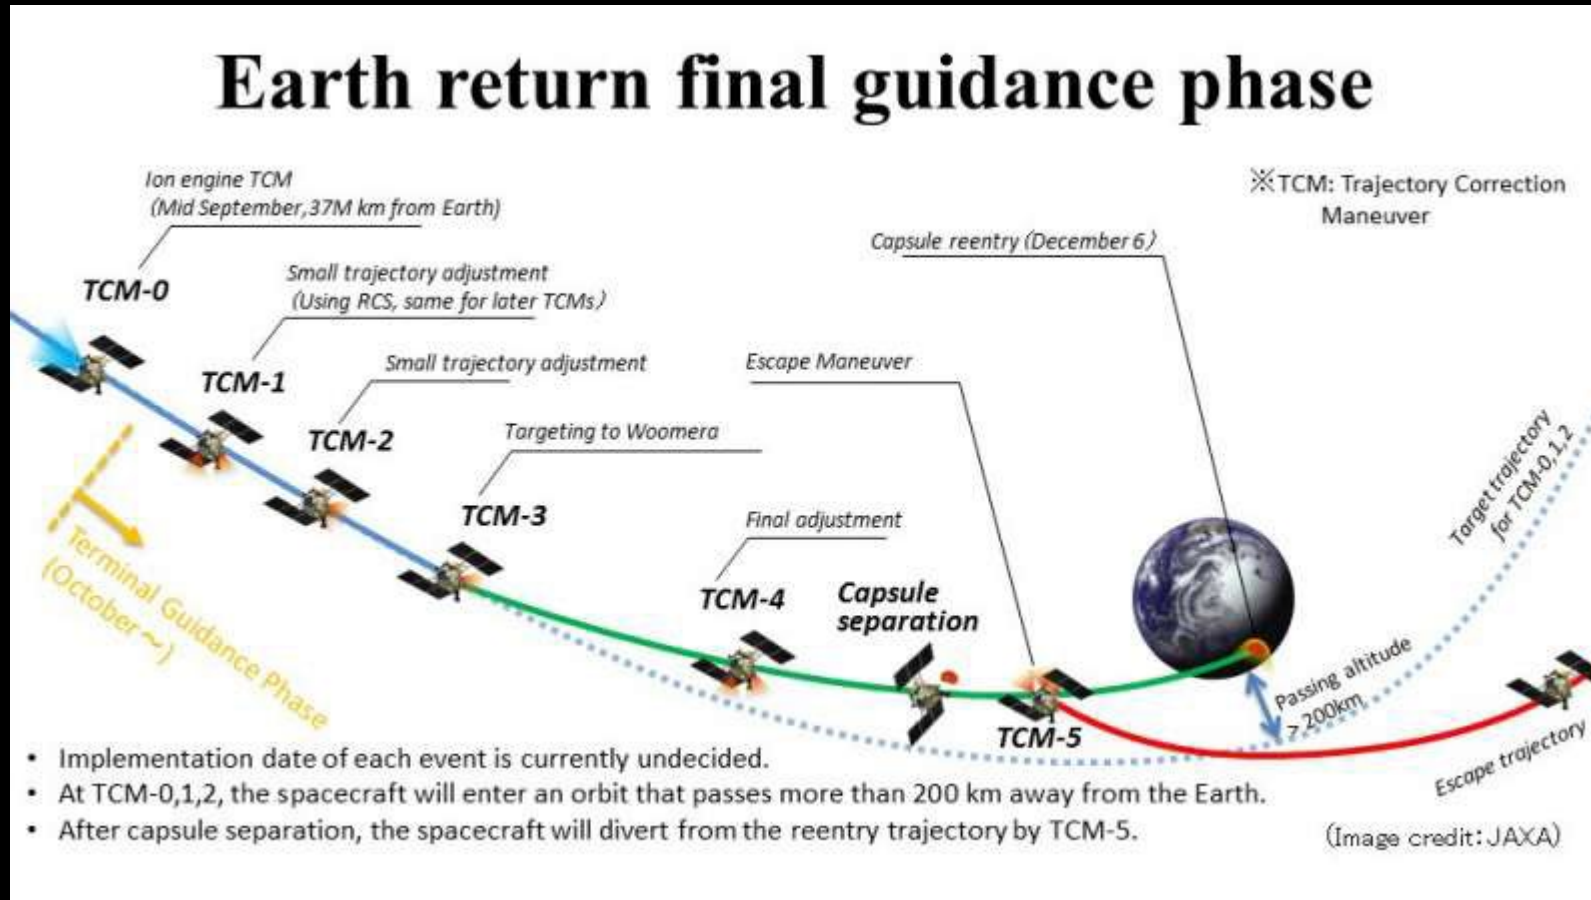 Earth return final guidance phase
Ion engine TCM
(Mid September,37M km from Earth)
※TCM: Trajectory Correction
Maneuver
Capsule reentry (December 6)
TCM-0
Small trajectory adjustment
(Using RCS, same for later TCMs)
TCM-1
Small trajectory adjustment
Escape Maneuver
TCM-2
Targeting to Woomera
TCM-3
Final adjustment
TCM-4
Capsule
separation
Target trajectory
for TCM-0,1,2
Terminal Guidance Phase
(October ~)
Passing altitude
> 200km
TCM-5
Escape trajectory
• Implementation date of each event is currently undecided.
• At TCM-0,1,2, the spacecraft will enter an orbit that passes more than 200 km away from the Earth.
• After capsule separation, the spacecraft will divert from the reentry trajectory by TCM-5.
(Image credit: JAXA)